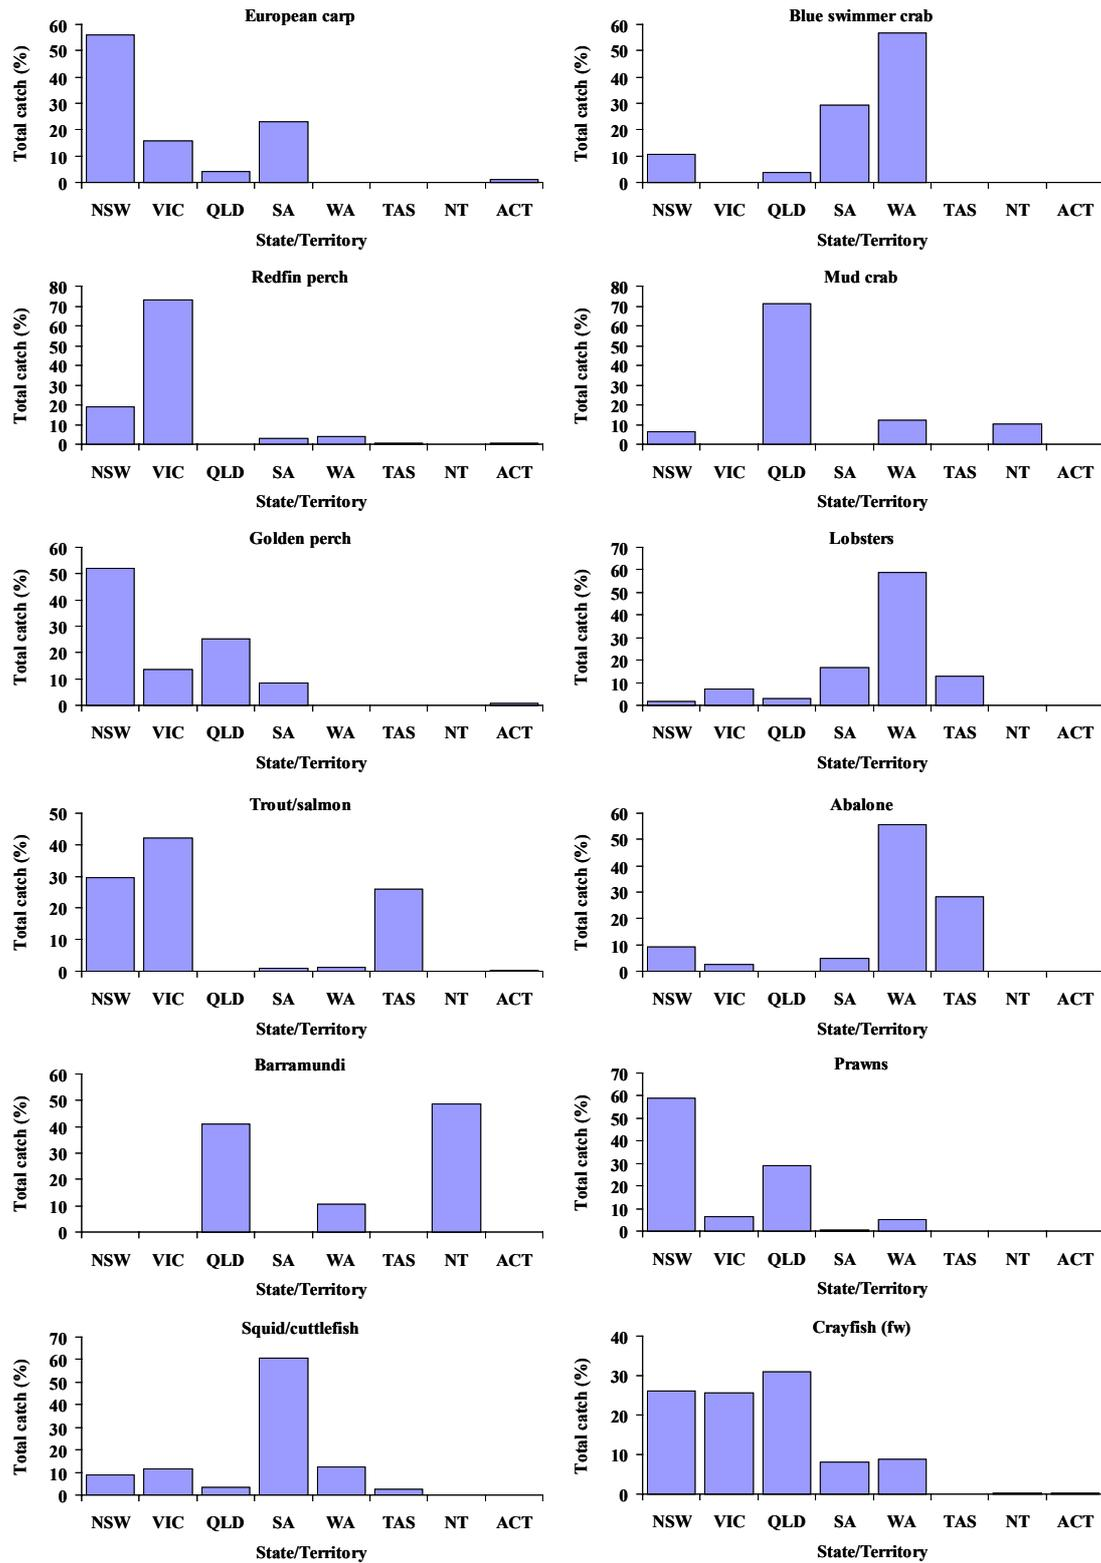 European carp
Total catch (%)
60
50
40
30
20
10
0
NSW VIC QLD SA WA TAS NT ACT
State/Territory
Blue swimmer crab
Total catch (%)
60
50
40
30
20
10
0
NSW VIC QLD SA WA TAS NT ACT
State/Territory
Redfin perch
Total catch (%)
80
70
60
50
40
30
20
10
0
NSW VIC QLD SA WA TAS NT ACT
State/Territory
Mud crab
Total catch (%)
80
70
60
50
40
30
20
10
0
NSW VIC QLD SA WA TAS NT ACT
State/Territory
Golden perch
Total catch (%)
60
50
40
30
20
10
0
NSW VIC QLD SA WA TAS NT ACT
State/Territory
Lobsters
Total catch (%)
70
60
50
40
30
20
10
0
NSW VIC QLD SA WA TAS NT ACT
State/Territory
Trout/salmon
Total catch (%)
50
40
30
20
10
0
NSW VIC QLD SA WA TAS NT ACT
State/Territory
Abalone
Total catch (%)
60
50
40
30
20
10
0
NSW VIC QLD SA WA TAS NT ACT
State/Territory
Barramundi
Total catch (%)
60
50
40
30
20
10
0
NSW VIC QLD SA WA TAS NT ACT
State/Territory
Prawns
Total catch (%)
70
60
50
40
30
20
10
0
NSW VIC QLD SA WA TAS NT ACT
State/Territory
Squid/cuttlefish
Total catch (%)
70
60
50
40
30
20
10
0
NSW VIC QLD SA WA TAS NT ACT
State/Territory
Crayfish (fw)
Total catch (%)
40
30
20
10
0
NSW VIC QLD SA WA TAS NT ACT
State/Territory